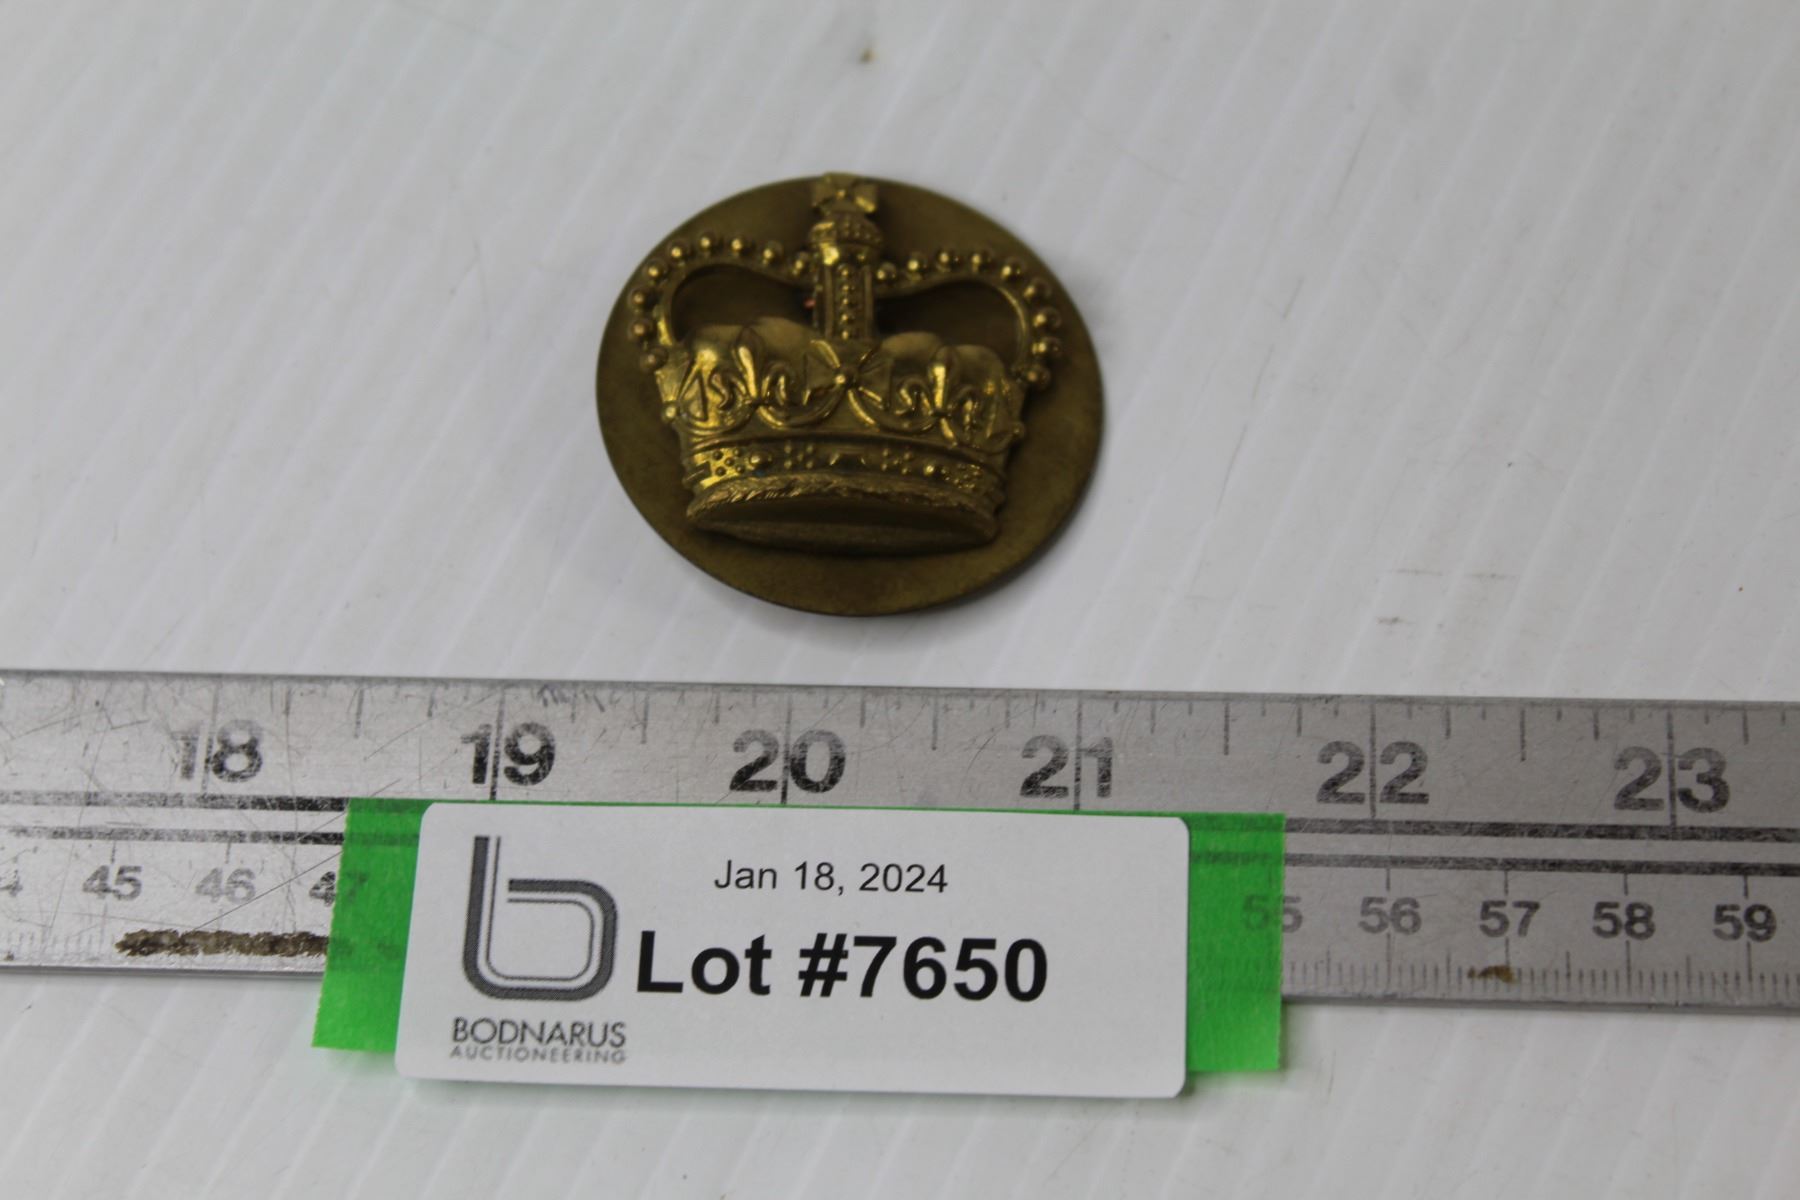 18 19 20 21 22 23
45 46 47 55 56 57 58 59
Jan 18, 2024
Lot #7650
BODNARUS
AUCTIONEERING